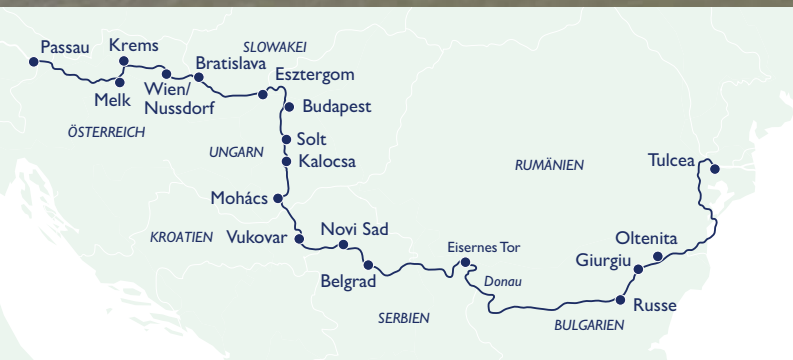 Passau
Krems
SLOWAKEI
Bratislava
Esztergom
Melk
Wien/
Nussdorf
Budapest
ÖSTERREICH
Solt
UNGARN
Kalocsa
RUMÄNIEN
Tulcea
Mohács
KROATIEN
Vukovar
Novi Sad
Eisernes Tor
Oltenita
Giurgiu
Belgrad
Donau
Russe
SERBIEN
BULGARIEN